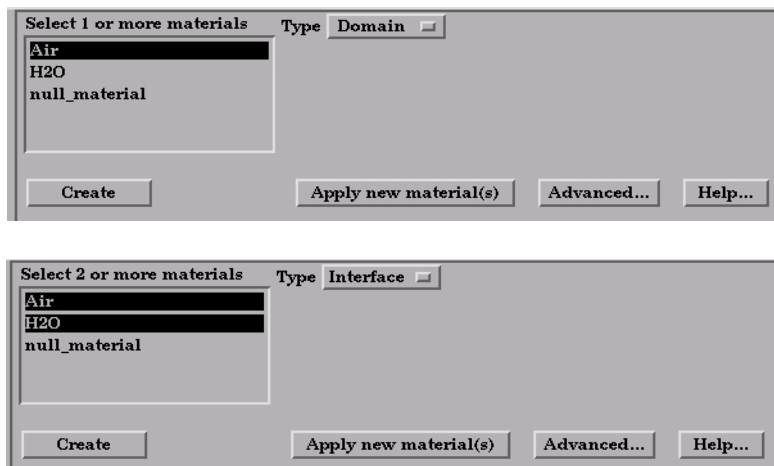 Select 1 or more materials Type Domain
Air
H2O
null_material
Create Apply new material(s) Advanced... Help...
Select 2 or more materials Type Interface
Air
H2O
null_material
Create Apply new material(s) Advanced... Help...